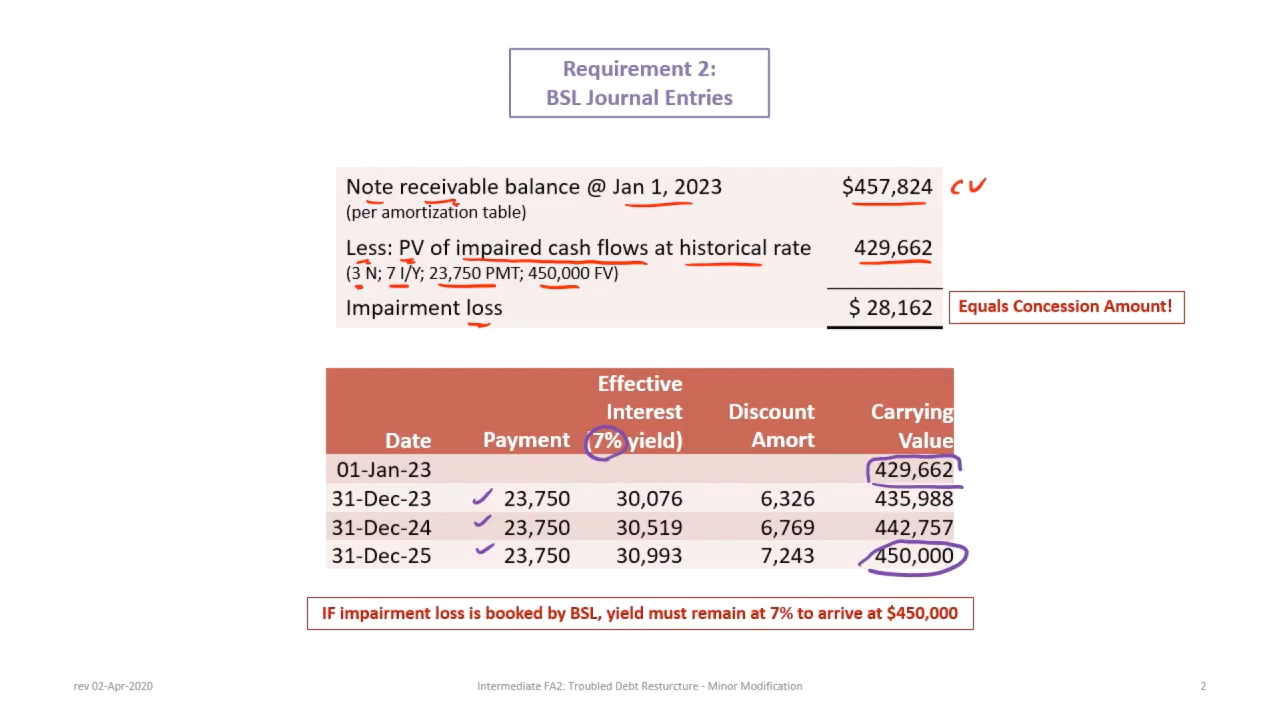 Requirement 2:
BSL Journal Entries
Note receivable balance @ Jan 1, 2023 $457,824 CV
(per amortization table)
Less: PV of impaired cash flows at historical rate 429,662
(3 N; 7 I/Y; 23,750 PMT; 450,000 FV)
Impairment loss $ 28,162 Equals Concession Amount!
Effective
Interest Discount Carrying
Date Payment (7% yield) Amort Value
01-Jan-23 429,662
31-Dec-23 23,750 30,076 6,326 435,988
31-Dec-24 23,750 30,519 6,769 442,757
31-Dec-25 23,750 30,993 7,243 450,000
IF impairment loss is booked by BSL, yield must remain at 7% to arrive at $450,000
rev 02-Apr-2020 Intermediate FA2: Troubled Debt Resturcture - Minor Modification 2